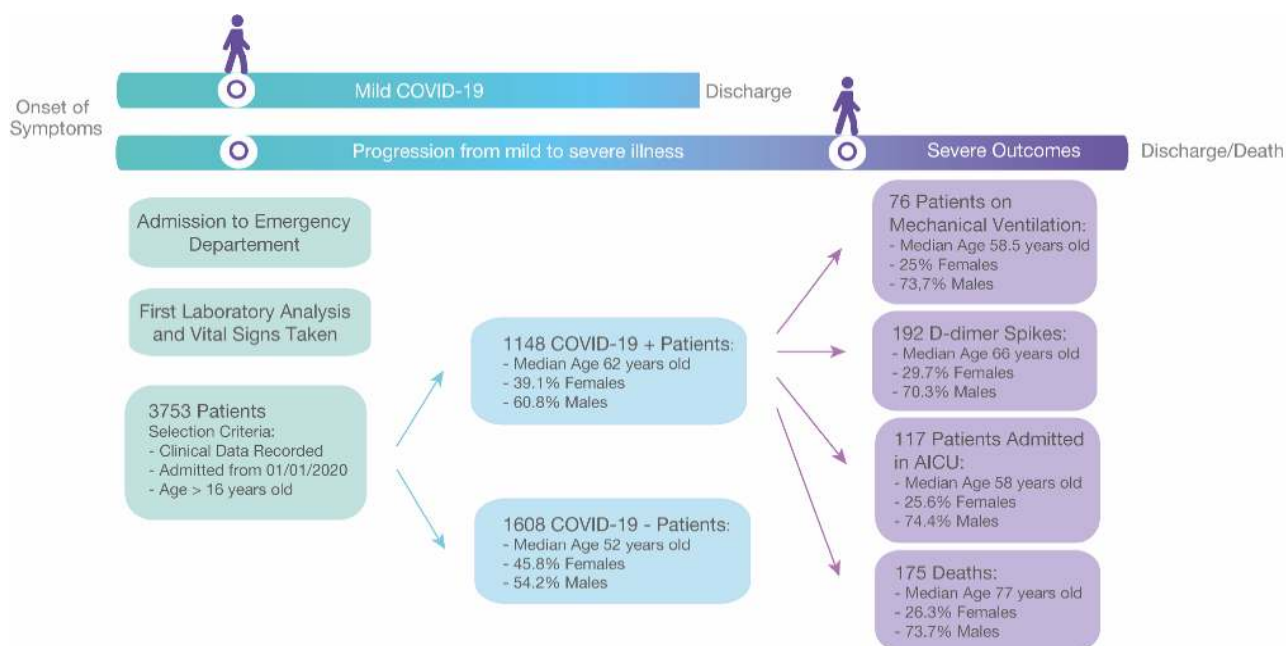 Onset of
Symptoms
Mild COVID-19
Discharge
Progression from mild to severe illness
Severe Outcomes
Discharge/Death
Admission to Emergency
Departement
First Laboratory Analysis
and Vital Signs Taken
3753 Patients
Selection Criteria:
- Clinical Data Recorded
- Admitted from 01/01/2020
- Age > 16 years old
1148 COVID-19 + Patients:
- Median Age 62 years old
- 39.1% Females
- 60.8% Males
1608 COVID-19 - Patients:
- Median Age 52 years old
- 45.8% Females
- 54.2% Males
76 Patients on
Mechanical Ventilation:
- Median Age 58.5 years old
- 25% Females
- 73,7% Males
192 D-dimer Spikes:
- Median Age 66 years old
- 29.7% Females
- 70.3% Males
117 Patients Admitted
in AICU:
- Median Age 58 years old
- 25.6% Females
- 74.4% Males
175 Deaths:
- Median Age 77 years old
- 26.3% Females
- 73.7% Males